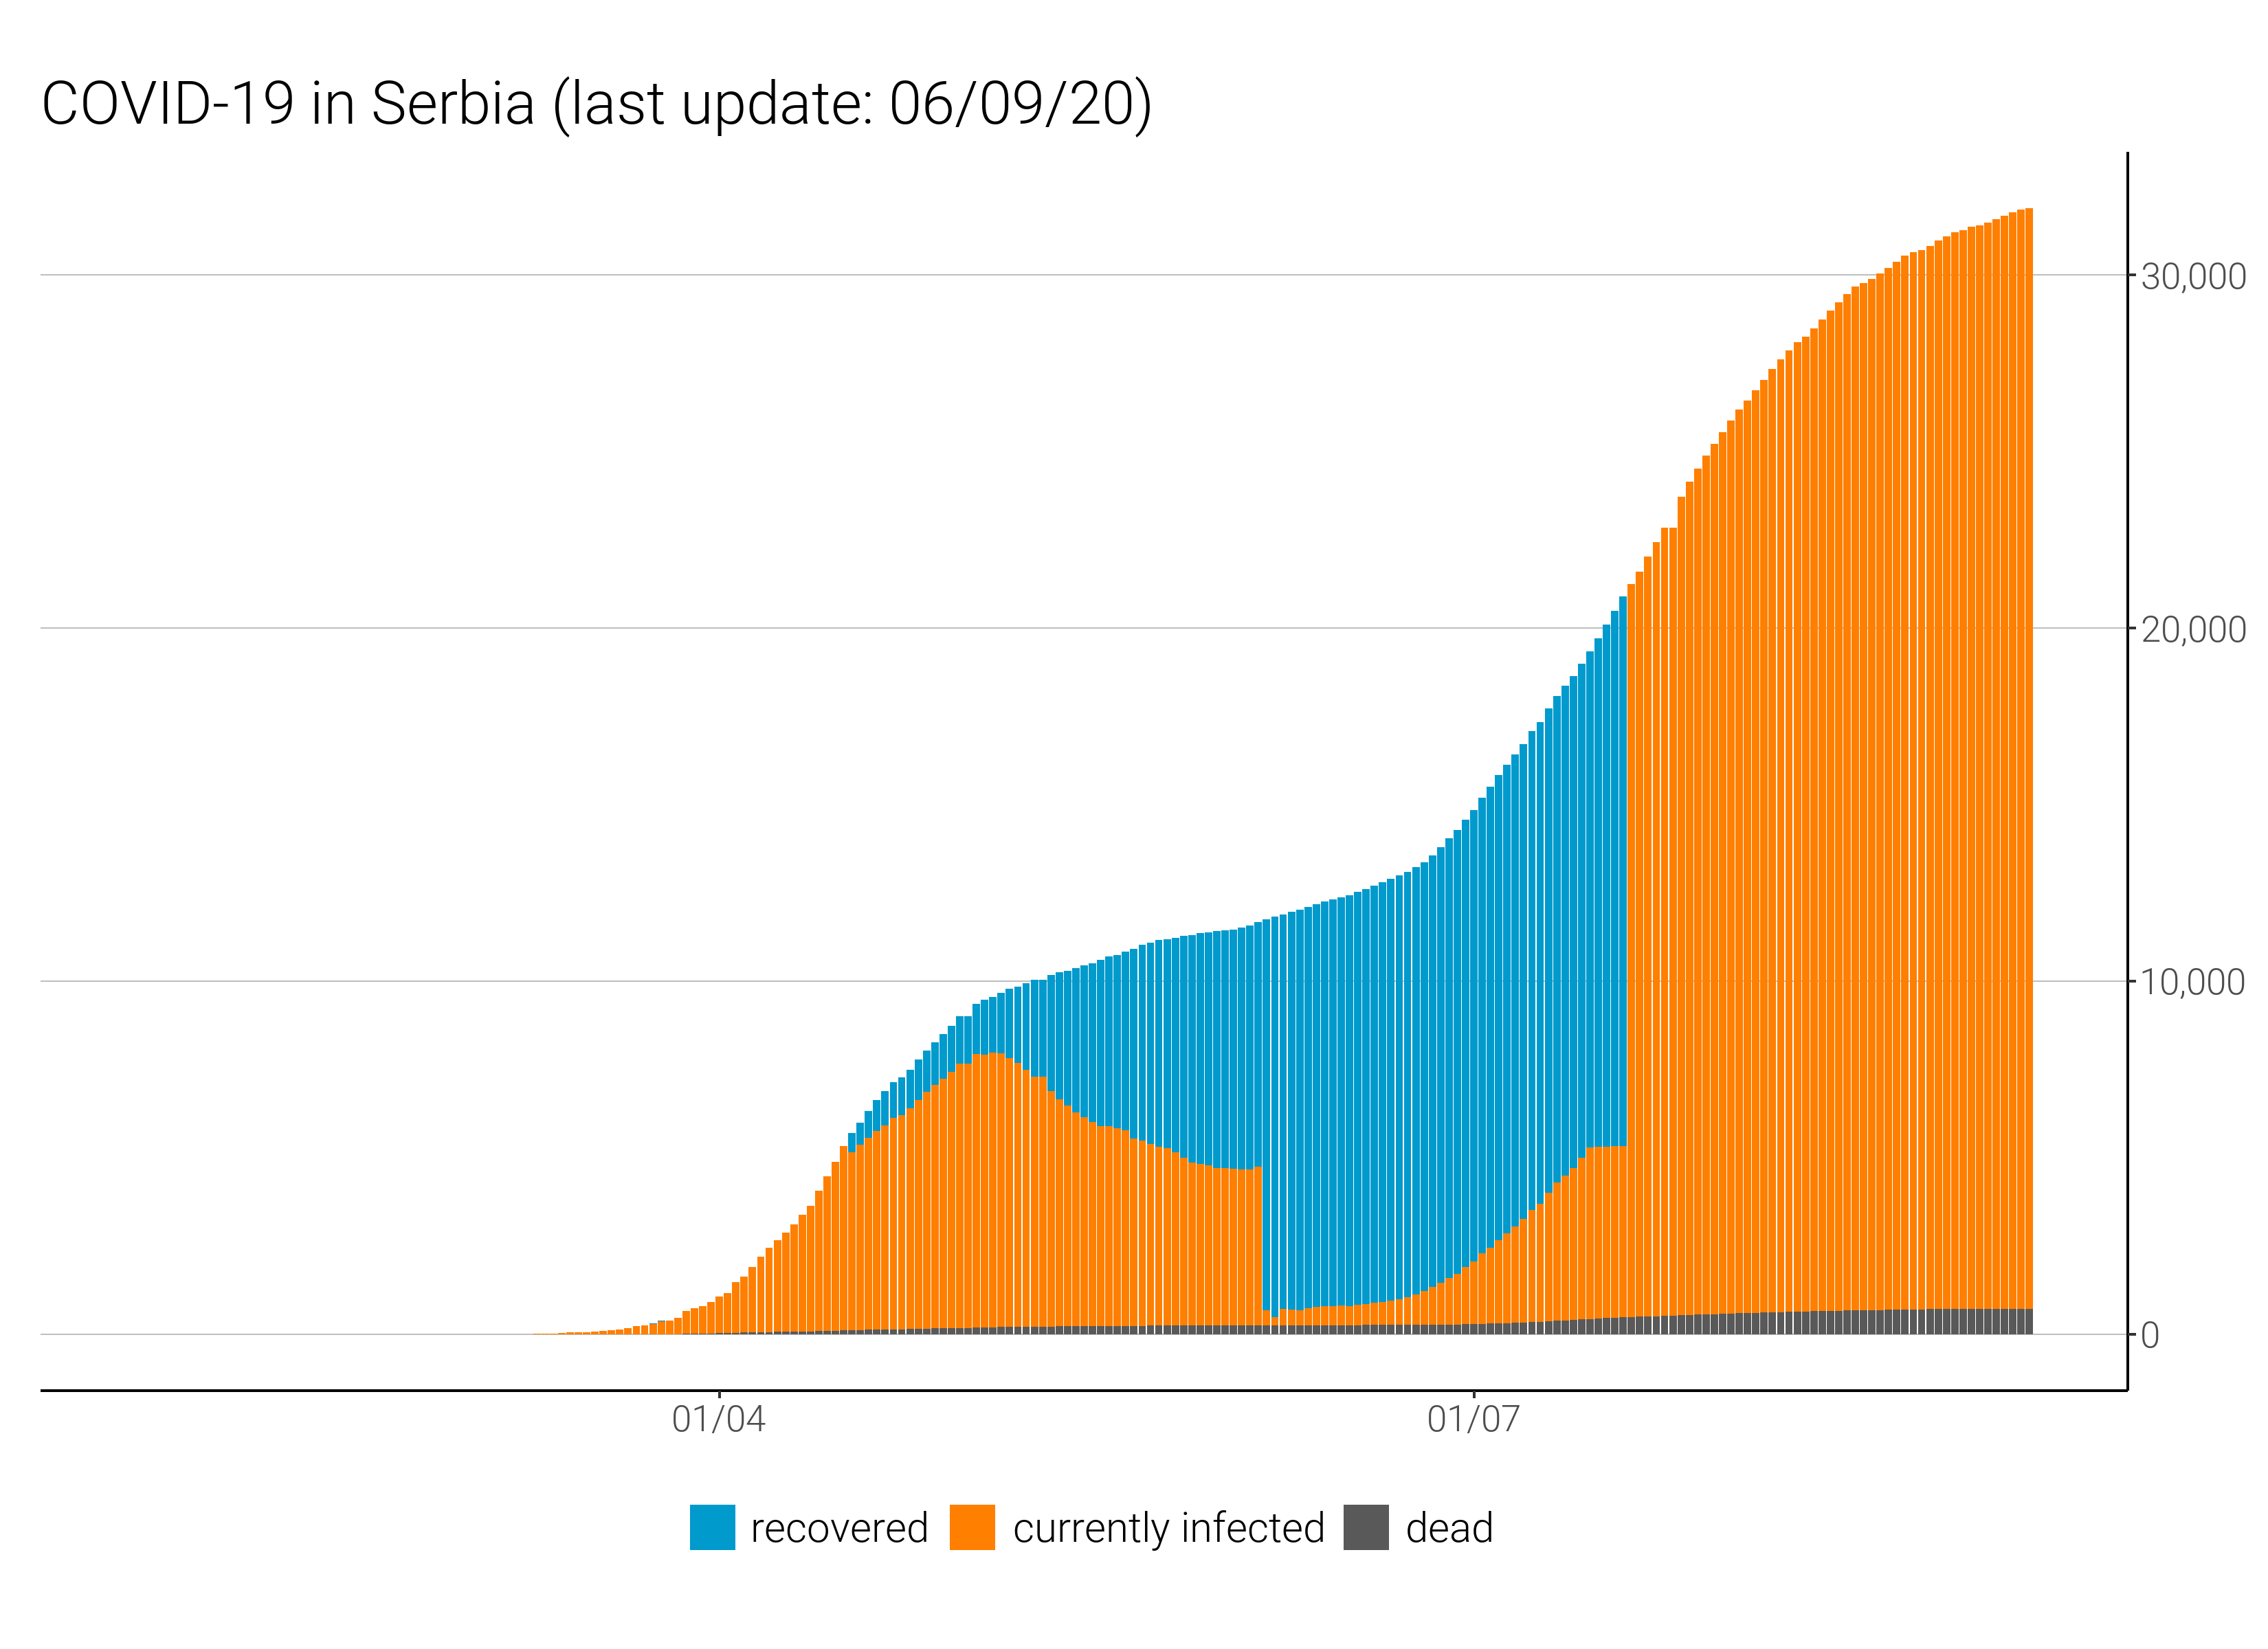 COVID-19 in Serbia (last update: 06/09/20)
30,000
20,000
10,000
0
01/04 01/07
recovered currently infected dead